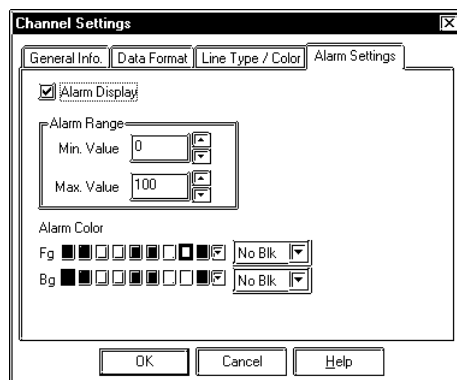 Channel Settings
General Info. Data Format Line Type / Color Alarm Settings
Alarm Display
Alarm Range
Min. Value 0
Max. Value 100
Alarm Color
Fg No Blk
Bg No Blk
OK Cancel Help